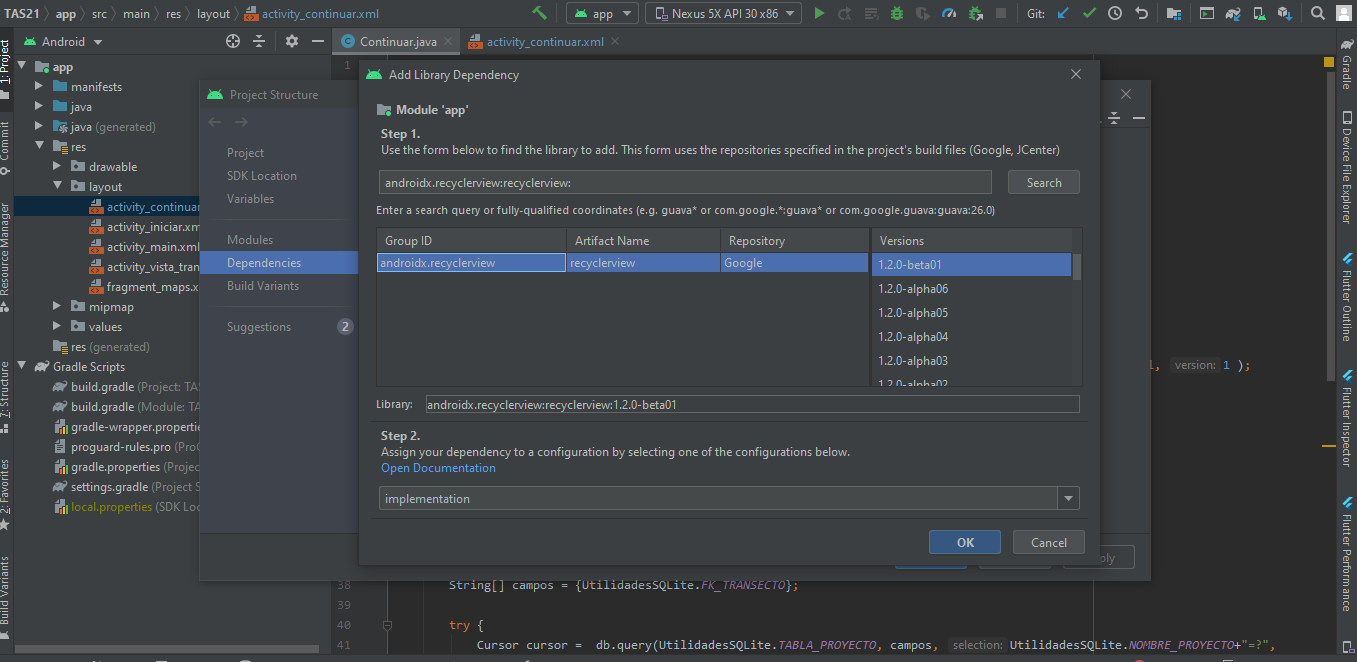 TAS21 app src main res layout activity_continuar.xml
app Nexus 5X API 30 x86 Git:
Android
Continuar.java activity_continuar.xml
1: Project
Commit
Resource Manager
7: Structure
2: Favorites
Build Variants
app
manifests
java
java (generated)
res
drawable
layout
activity_continuar
activity_iniciar.xm
activity_main.xml
activity_vista_tran
fragment_maps.x
mipmap
values
res (generated)
Gradle Scripts
build.gradle (Project: TAS
build.gradle (Module: TA
gradle-wrapper.propertie
proguard-rules.pro (Pro
gradle.properties (Projec
settings.gradle (Project S
local.properties (SDK Loc
Project Structure
Project
SDK Location
Variables
Modules
Dependencies
Build Variants
Suggestions 2
1
Add Library Dependency
Module 'app'
Step 1.
Use the form below to find the library to add. This form uses the repositories specified in the project's build files (Google, JCenter)
androidx.recyclerview:recyclerview:
Search
Enter a search query or fully-qualified coordinates (e.g. guava* or com.google.*:guava* or com.google.guava:guava:26.0)
Group ID Artifact Name Repository Versions
androidx.recyclerview recyclerview Google 1.2.0-beta01
1.2.0-alpha06
1.2.0-alpha05
1.2.0-alpha04
1.2.0-alpha03
1.2.0-alpha02
Library: androidx.recyclerview:recyclerview:1.2.0-beta01
Step 2.
Assign your dependency to a configuration by selecting one of the configurations below.
Open Documentation
implementation
OK Cancel
ply
, version: 1 );
38 String[] campos = {UtilidadesSQLite.FK_TRANSECTO};
39
40 try {
41 Cursor cursor = db.query(UtilidadesSQLite.TABLA_PROYECTO, campos, selection: UtilidadesSQLite.NOMBRE_PROYECTO+"=?",
Gradle
Device File Explorer
Flutter Outline
Flutter Inspector
Flutter Performance